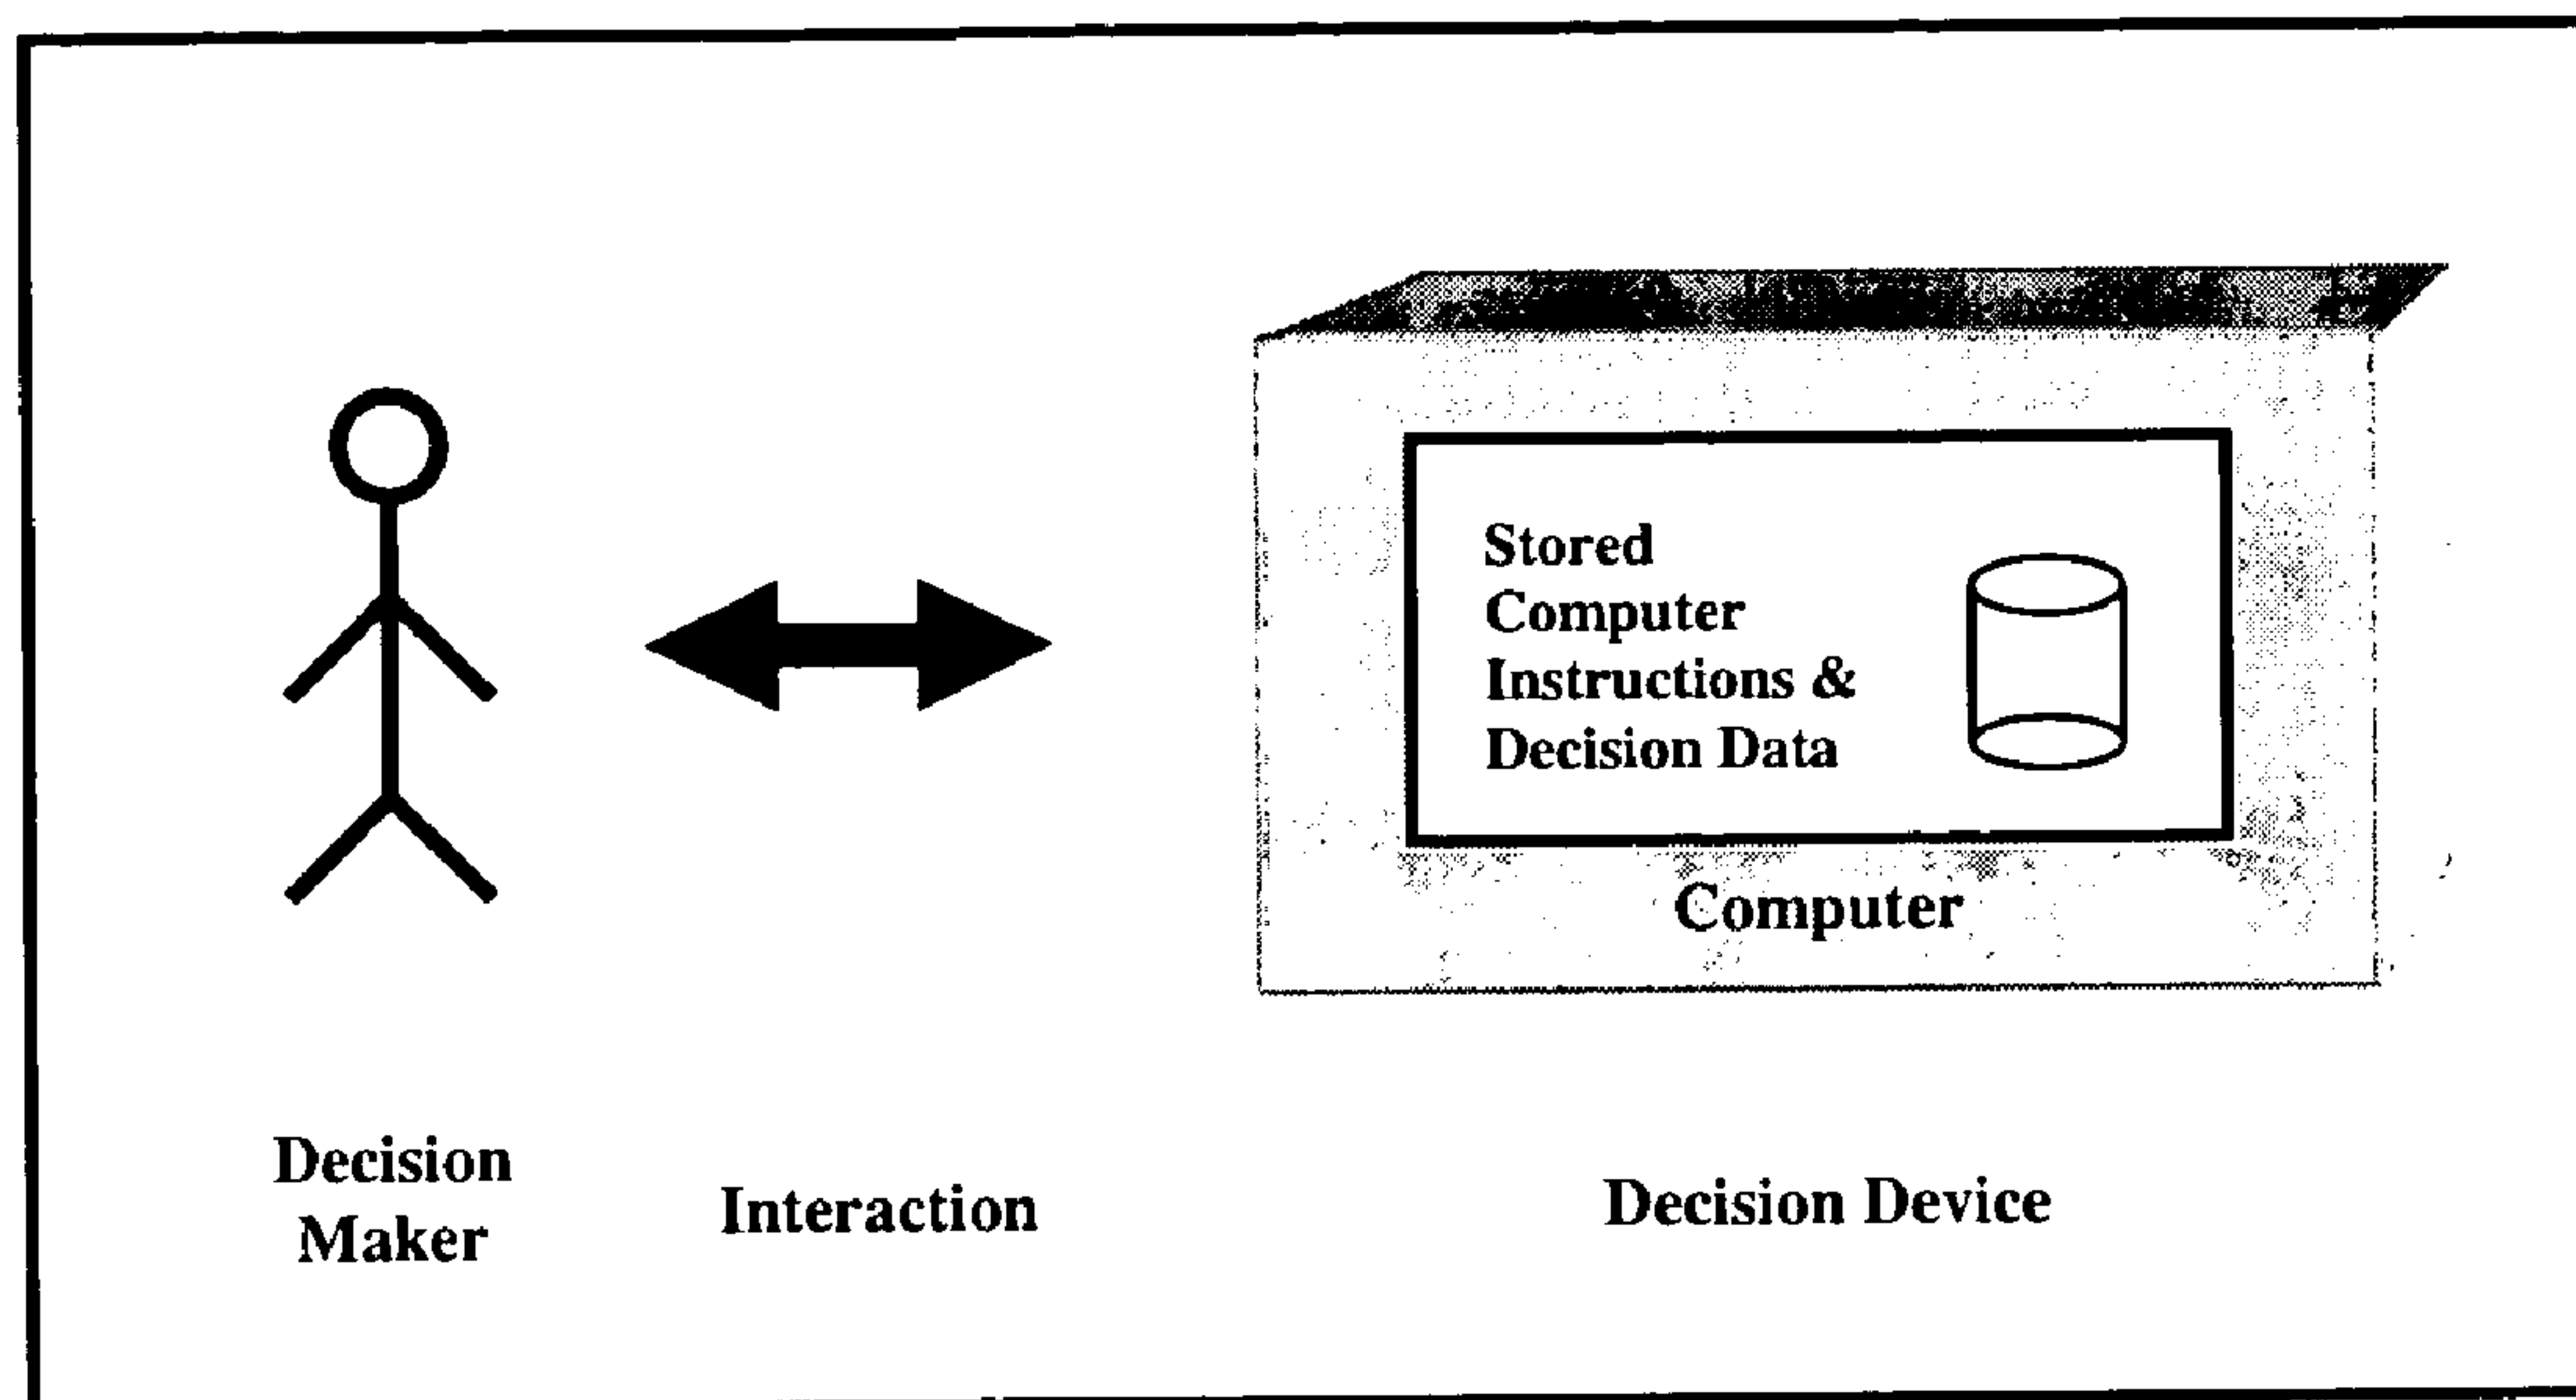 Stored
Computer
Instructions &
Decision Data
Computer
Decision
Maker
Interaction
Decision Device